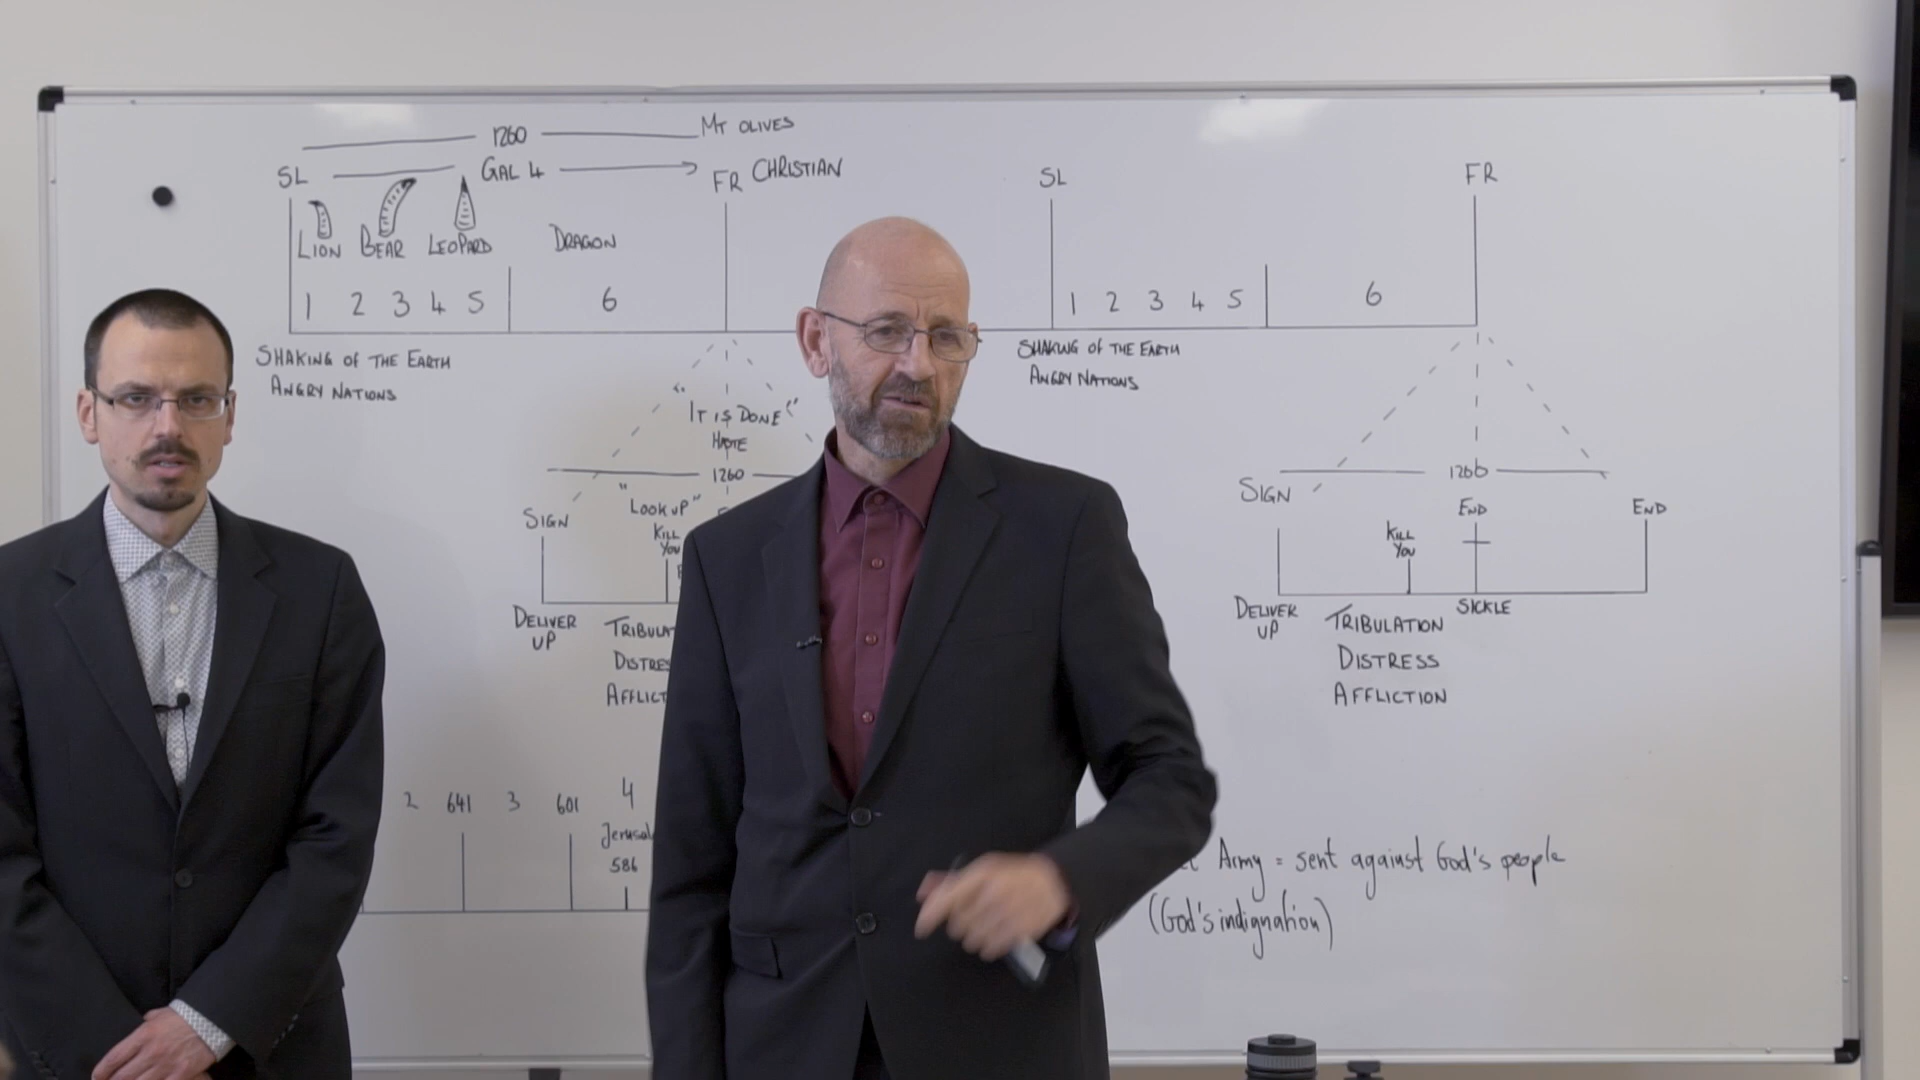 1260 MT OLIVES
SL GAL 4 FR CHRISTIAN
LION BEAR LEOPARD DRAGON
1 2 3 4 5 6
SHAKING OF THE EARTH
ANGRY NATIONS
"IT IS DONE"
HASTE
1260
SIGN "LOOK UP"
KILL
YOU
DELIVER
UP
2 641 3 601 4
586
SL FR
1 2 3 4 5 6
SHAKING OF THE EARTH
ANGRY NATIONS
1260
SIGN
KILL
YOU
END END
DELIVER
UP
TRIBULATION
DISTRESS
AFFLICTION
SICKLE
Army = sent against God's people
(God's indignation)